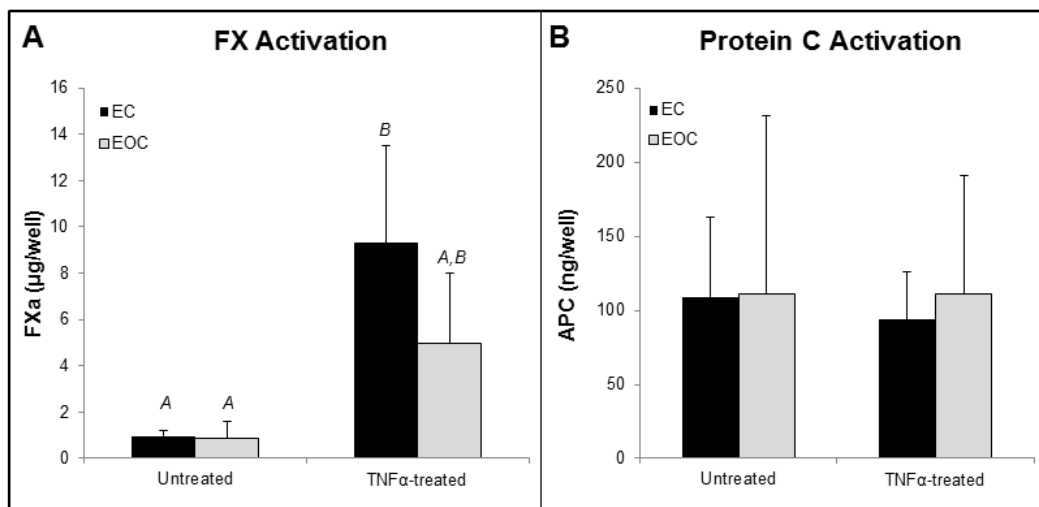 A
FX Activation
16
14
12
10
8
6
4
2
0
FXa (µg/well)
EC
EOC
A
A
B
A,B
Untreated
TNFα-treated
B
Protein C Activation
250
200
150
100
50
0
APC (ng/well)
EC
EOC
Untreated
TNFα-treated